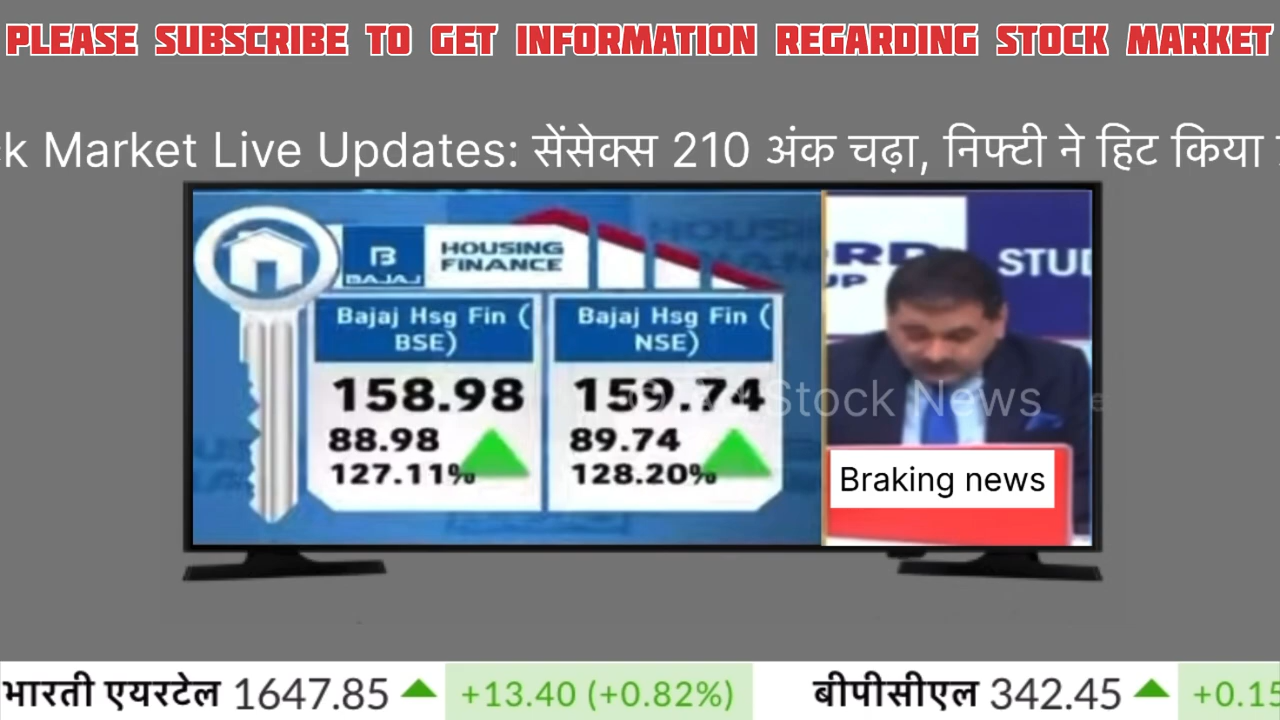 PLEASE SUBSCRIBE TO GET INFORMATION REGARDING STOCK MARKET
k Market Live Updates: सेंसेक्स 210 अंक चढ़ा, निफ्टी ने हिट किया
B
BAJAJ
HOUSING
FINANCE
Bajaj Hsg Fin (
BSE)
158.98
88.98
127.11%
Bajaj Hsg Fin (
NSE)
159.74
89.74
128.20%
STUD
UP
Stock News
Braking news
भारती एयरटेल 1647.85 +13.40 (+0.82%)
बीपीसीएल 342.45 +0.15